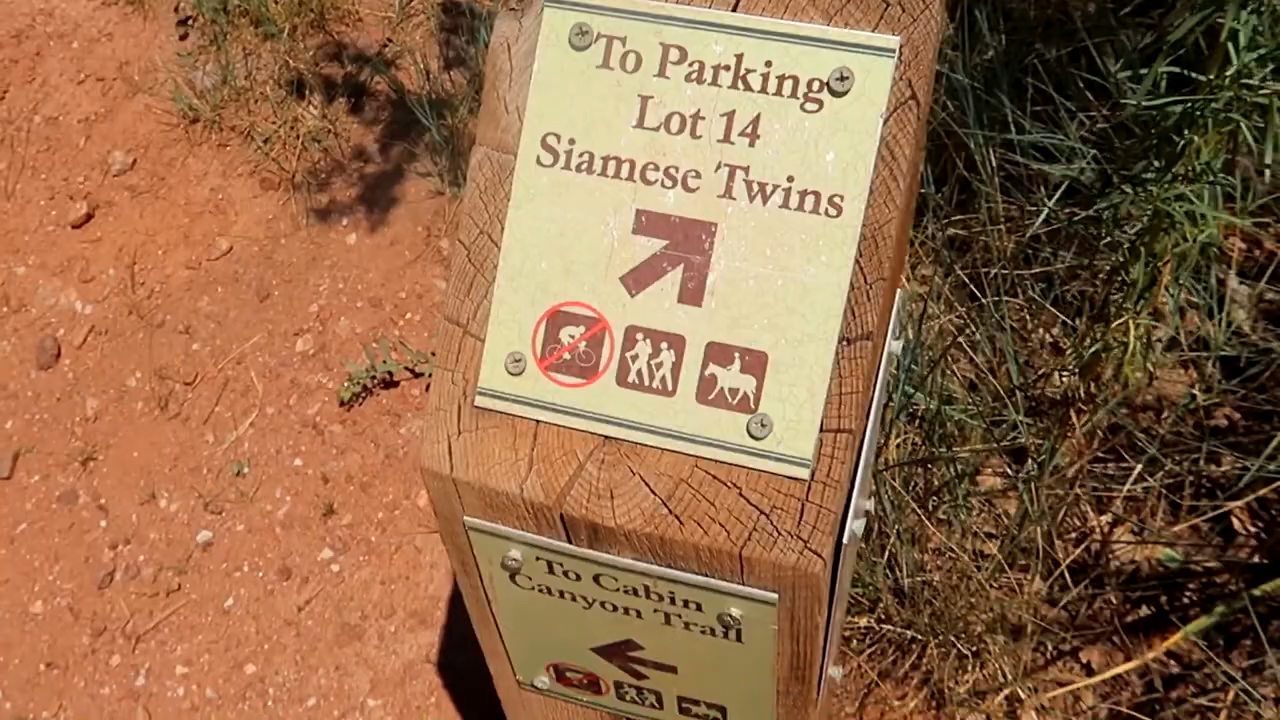 To Parking
Lot 14
Siamese Twins
To Cabin
Canyon Trail